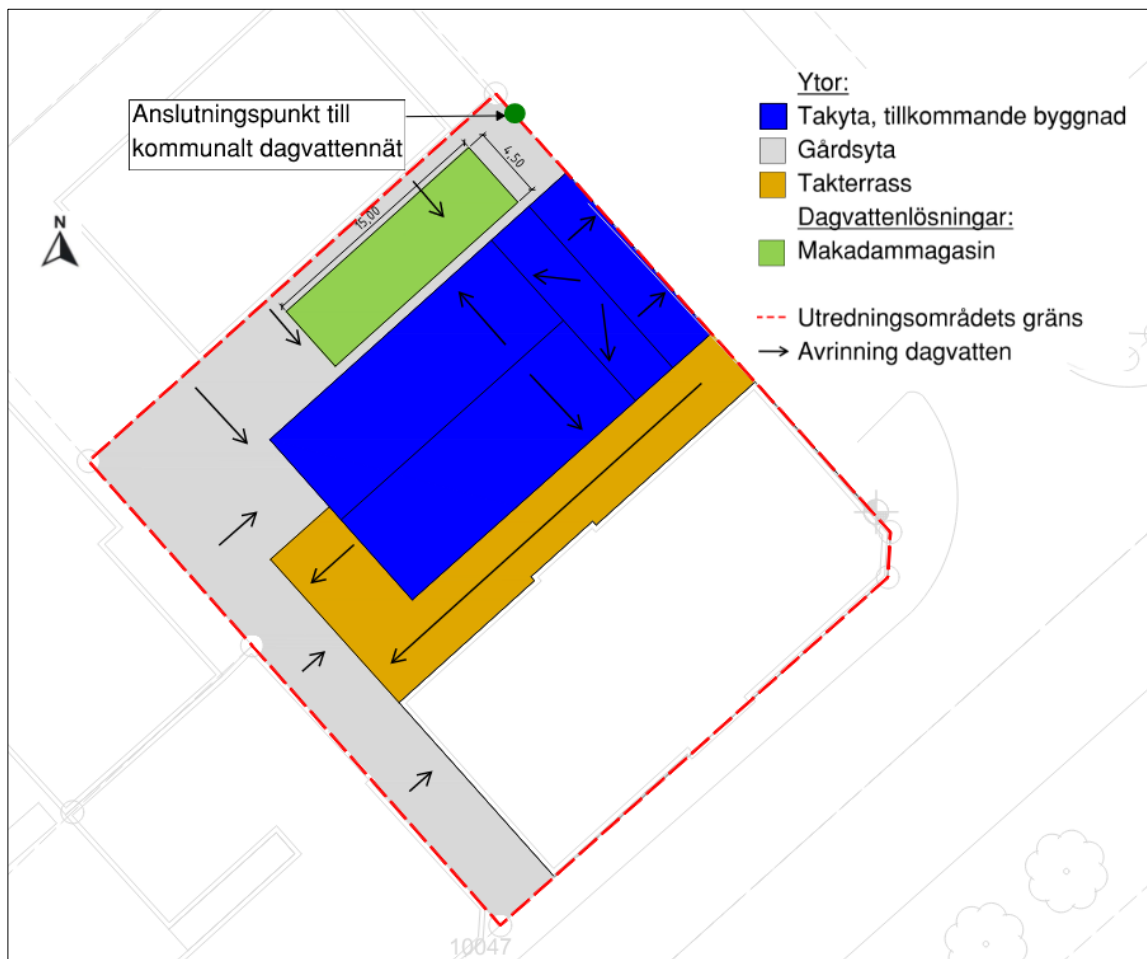 Anslutningspunkt till
kommunalt dagvattennät
N
15,00
4,50
Ytor:
Takyta, tillkommande byggnad
Gårdsyta
Takterrass
Dagvattenlösningar:
Makadammagasin
Utredningsområdets gräns
Avrinning dagvatten
10047